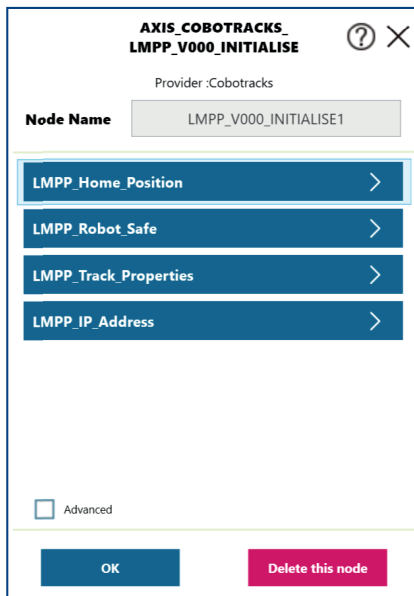 AXIS_COBOTRACKS_
LMPP_V000_INITIALISE
Provider :Cobotracks
Node Name
LMPP_V000_INITIALISE1
LMPP_Home_Position
LMPP_Robot_Safe
LMPP_Track_Properties
LMPP_IP_Address
Advanced
OK
Delete this node